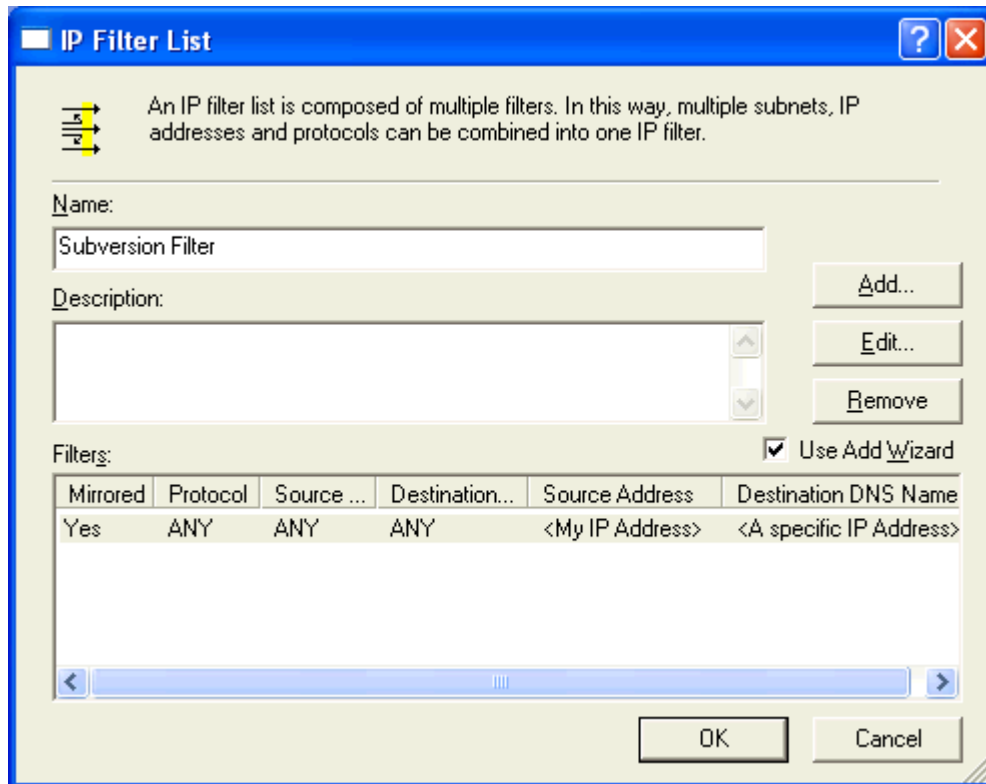 IP Filter List
An IP filter list is composed of multiple filters. In this way, multiple subnets, IP
addresses and protocols can be combined into one IP filter.
Name:
Subversion Filter
Add...
Description:
Edit...
Remove
Filters:
Use Add Wizard
Mirrored Protocol Source ... Destination... Source Address Destination DNS Name
Yes ANY ANY ANY <My IP Address> <A specific IP Address>
OK Cancel